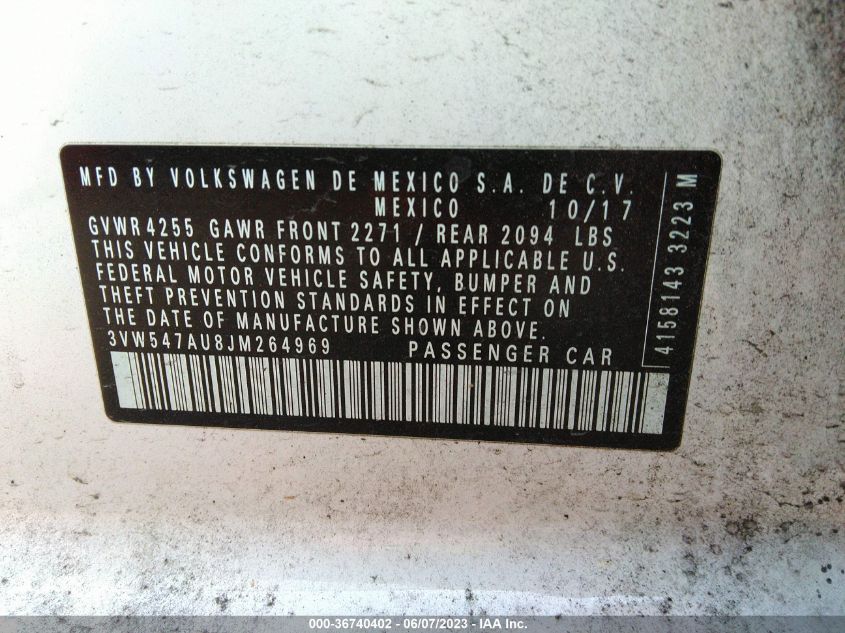 MFD BY VOLKSWAGEN DE MEXICO S.A. DE C.V.
MEXICO 10/17
GVWR 4255 GAWR FRONT 2271 / REAR 2094 LBS
THIS VEHICLE CONFORMS TO ALL APPLICABLE U.S.
FEDERAL MOTOR VEHICLE SAFETY, BUMPER AND
THEFT PREVENTION STANDARDS IN EFFECT ON
THE DATE OF MANUFACTURE SHOWN ABOVE.
3VW547AU8JM264969 PASSENGER CAR
4158143 3223 M
000-36740402 - 06/07/2023 - IAA Inc.